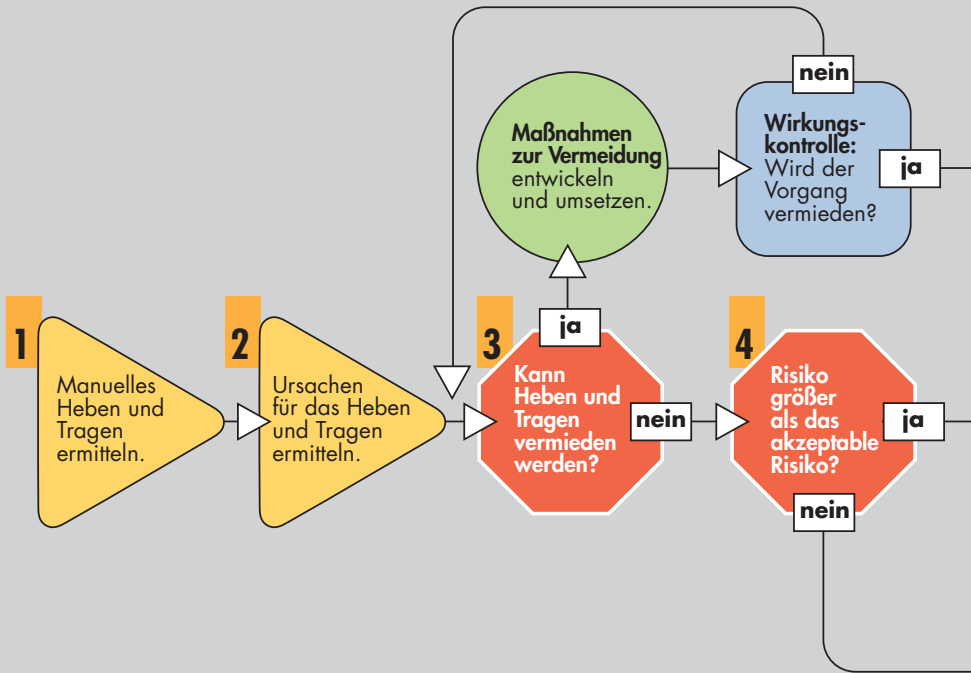 1
Manuelles
Heben und
Tragen
ermitteln.
2
Ursachen
für das Heben
und Tragen
ermitteln.
3
Kann
Heben und
Tragen
vermieden
werden?
ja
nein
Maßnahmen
zur Vermeidung
entwickeln
und umsetzen.
Wirkungs-
kontrolle:
Wird der
Vorgang
vermieden?
nein
ja
4
Risiko
größer
als das
akzeptable
Risiko?
ja
nein